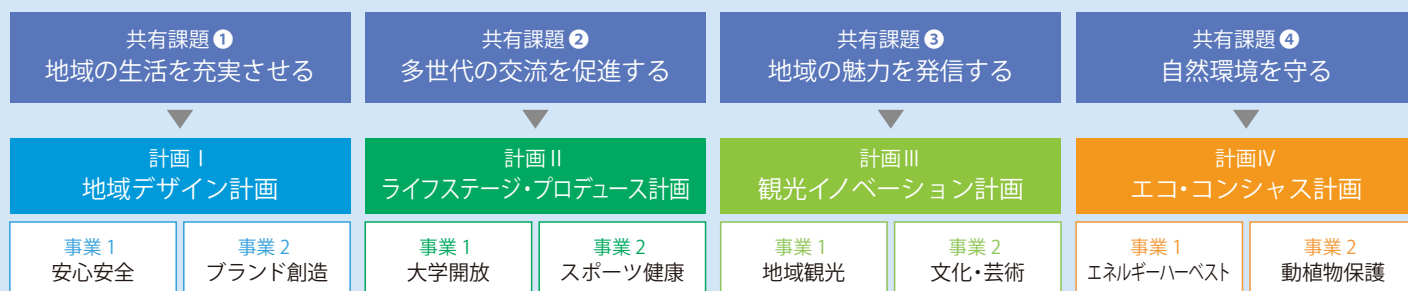 共有課題❶
地域の生活を充実させる
共有課題❷
多世代の交流を促進する
共有課題❸
地域の魅力を発信する
共有課題❹
自然環境を守る
計画Ⅰ
地域デザイン計画
計画Ⅱ
ライフステージ・プロデュース計画
計画Ⅲ
観光イノベーション計画
計画Ⅳ
エコ・コンシャス計画
事業1
安心安全
事業2
ブランド創造
事業1
大学開放
事業2
スポーツ健康
事業1
地域観光
事業2
文化・芸術
事業1
エネルギーハーベスト
事業2
動植物保護